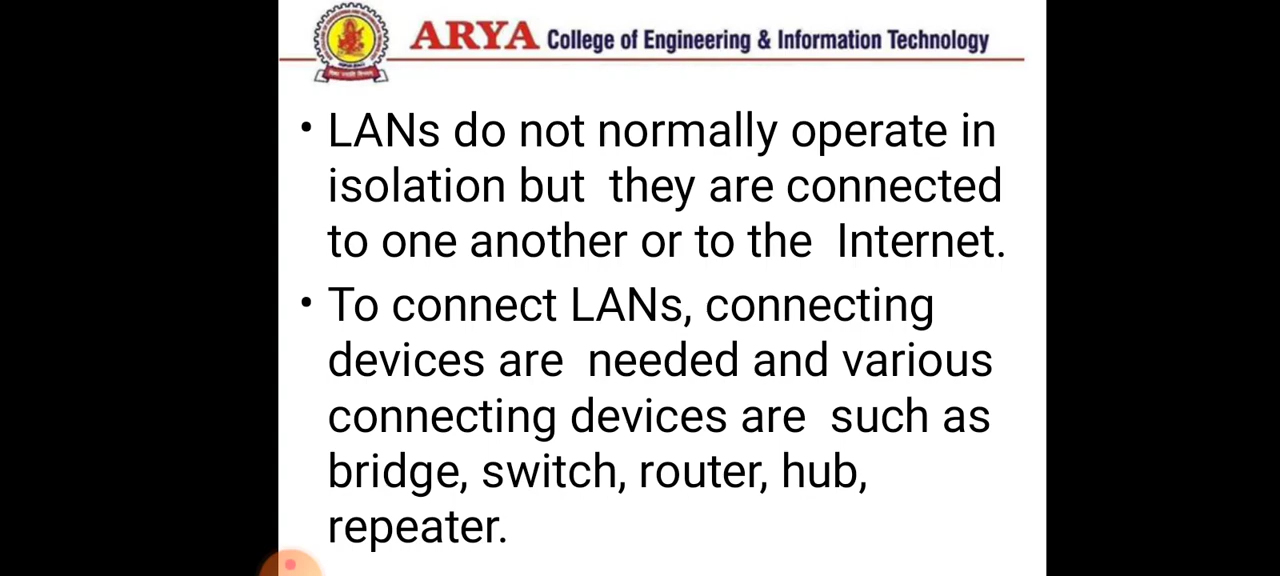 ARYA College of Engineering & Information Technology
• LANs do not normally operate in
isolation but they are connected
to one another or to the Internet.
• To connect LANs, connecting
devices are needed and various
connecting devices are such as
bridge, switch, router, hub,
repeater.